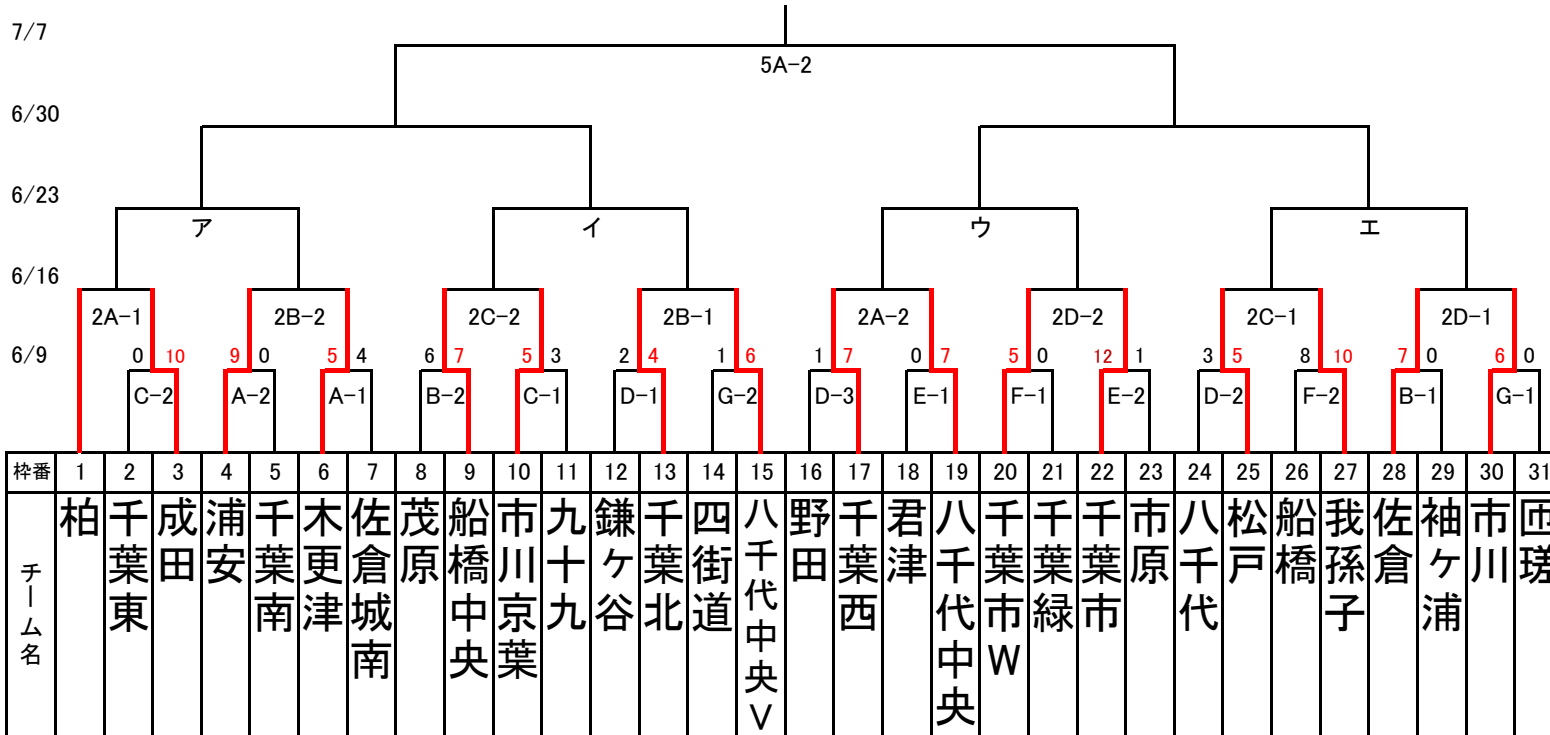 7/7
5A-2
6/30
6/23
ア イ ウ エ
6/16
2A-1 2B-2 2C-2 2B-1 2A-2 2D-2 2C-1 2D-1
6/9
0 10 9 0 5 4 6 7 5 3 2 4 1 6 1 7 0 7 5 0 12 1 3 5 8 10 7 0 6 0
C-2 A-2 A-1 B-2 C-1 D-1 G-2 D-3 E-1 F-1 E-2 D-2 F-2 B-1 G-1
枠番 1 2 3 4 5 6 7 8 9 10 11 12 13 14 15 16 17 18 19 20 21 22 23 24 25 26 27 28 29 30 31
チーム名
柏
千葉東
成田
浦安
千葉南
木更津
佐倉城南
茂原
船橋中央
市川京葉
九十九
鎌ヶ谷
千葉北
四街道
八千代中央V
野田
千葉西
君津
八千代中央
千葉市W
千葉緑
千葉市
市原
八千代
松戸
船橋
我孫子
佐倉
袖ヶ浦
市川
匝瑳